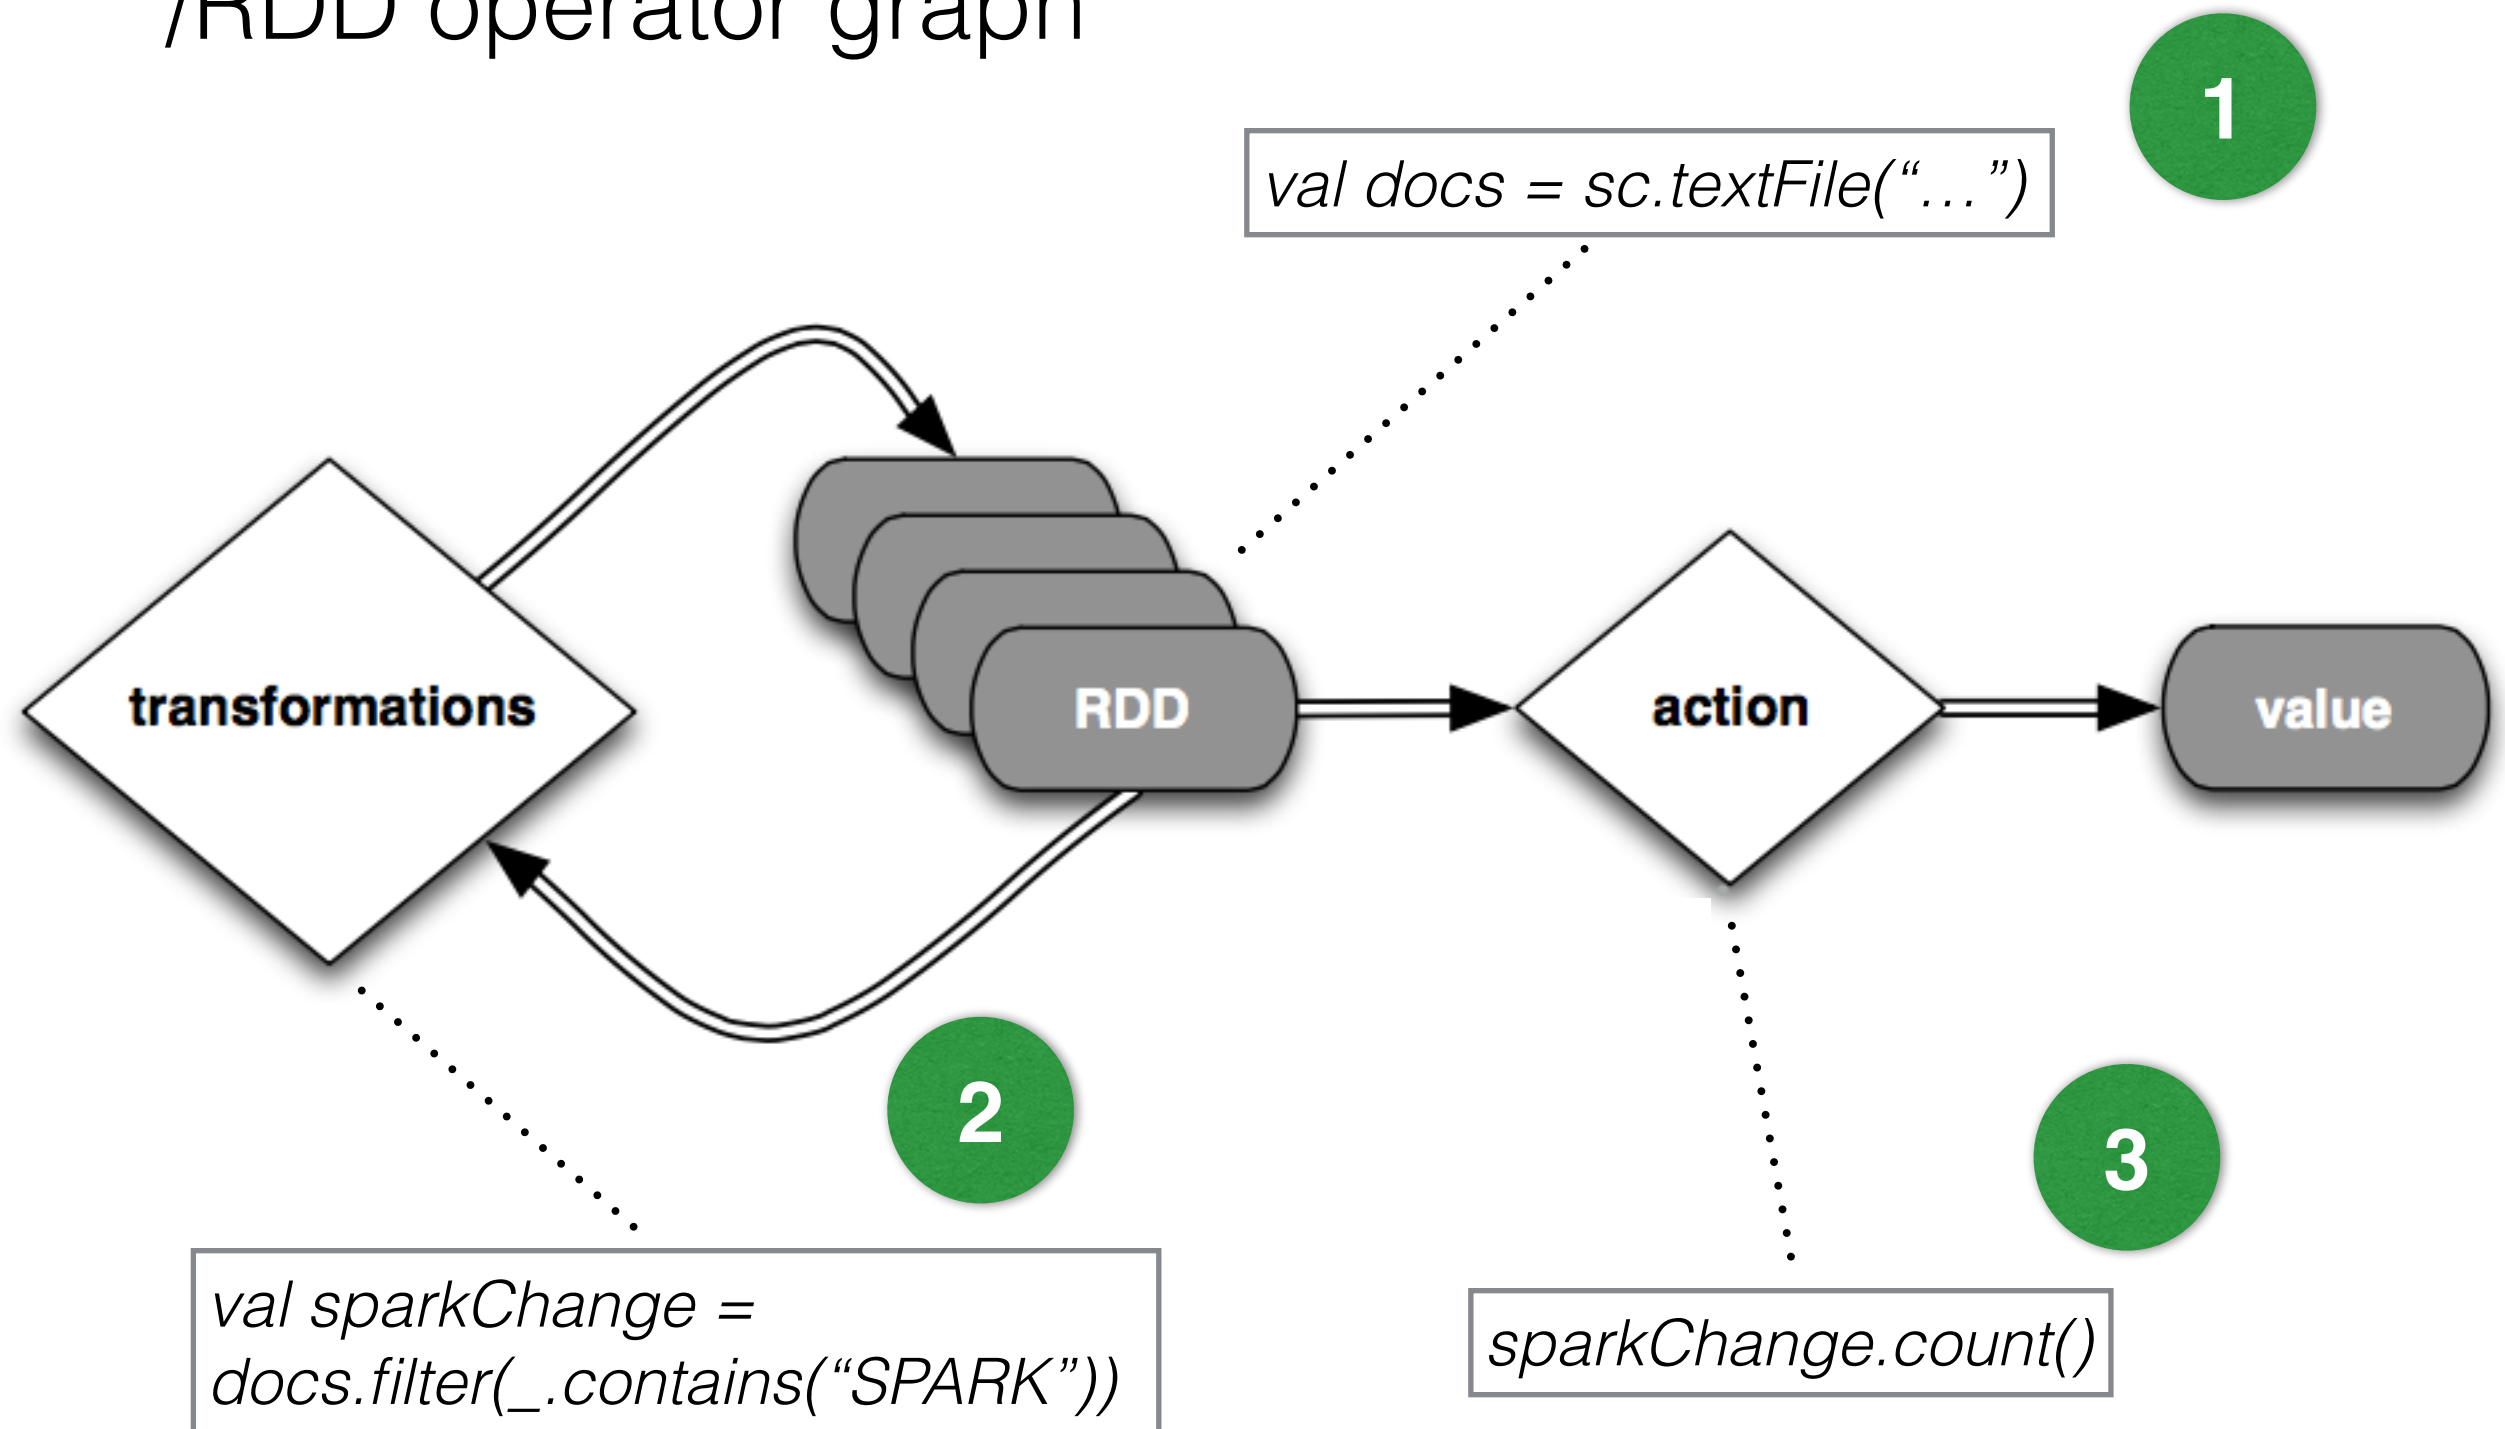 /RDD operator graph
1
val docs = sc.textFile(“…”)
transformations
RDD
action
value
2
3
val sparkChange =
docs.filter(_.contains(“SPARK”))
sparkChange.count()